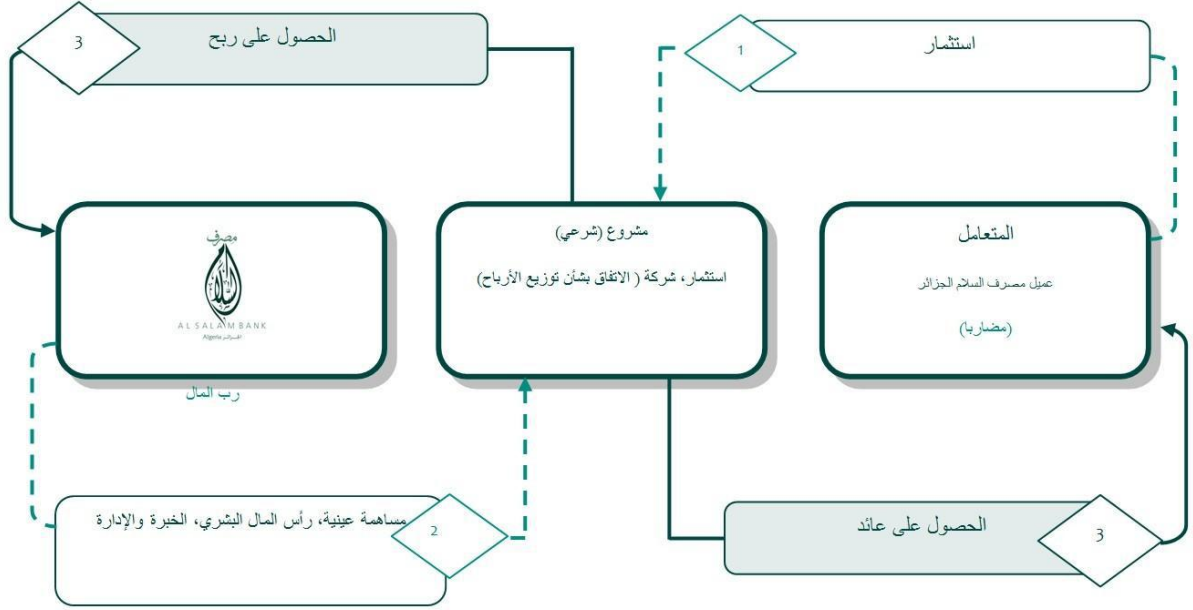 استثمار
1
الحصول على ربح
3
المتعامل
عميل مصرف السلام الجزائر
(مضاربا)
مشروع (شرعي)
استثمار، شركة ( الاتفاق بشأن توزيع الأرباح)
مصرف
السلام
AL SALAM BANK
Algeria الجزائر
رب المال
مساهمة عينية، رأس المال البشري، الخبرة والإدارة
2
الحصول على عائد
3